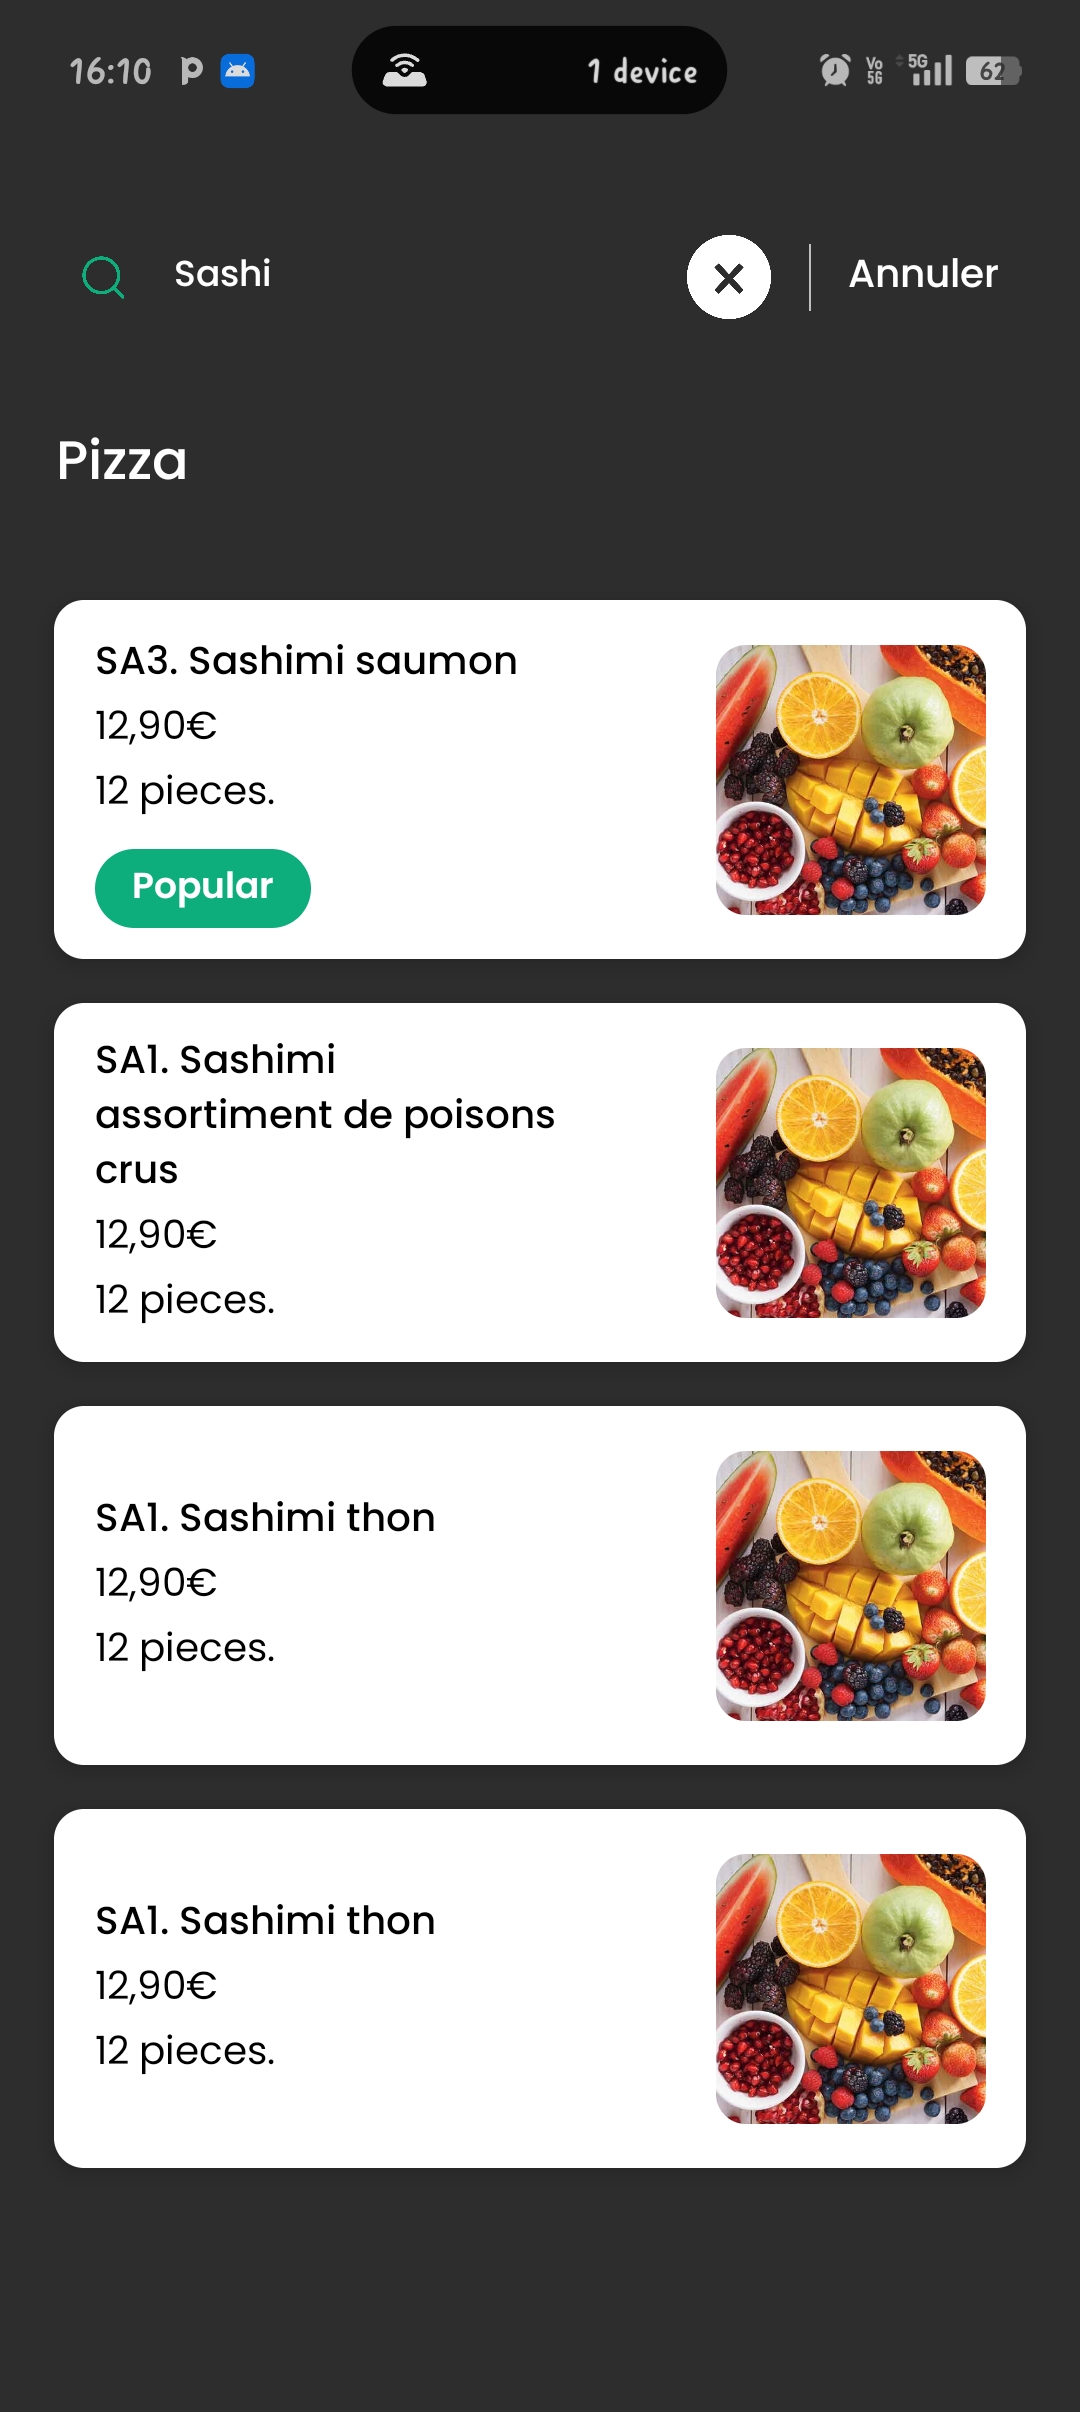 16:10
1 device
Vo
5G
5G
62
Sashi
Annuler
Pizza
SA3. Sashimi saumon
12,90€
12 pieces.
Popular
SA1. Sashimi
assortiment de poisons
crus
12,90€
12 pieces.
SA1. Sashimi thon
12,90€
12 pieces.
SA1. Sashimi thon
12,90€
12 pieces.